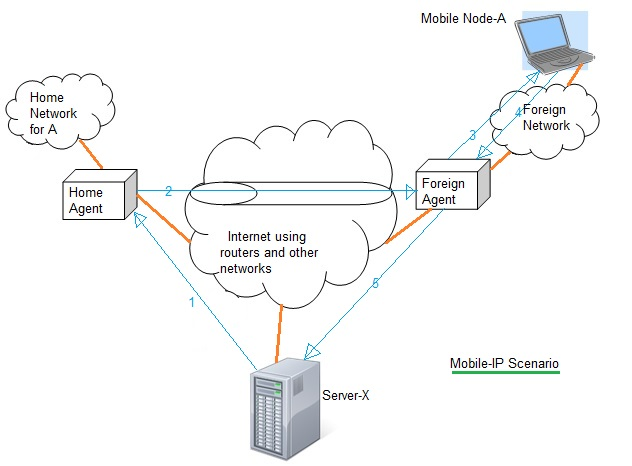 Mobile Node-A
Home
Network
for A
Foreign
Network
3
4
Home
Agent
2
Foreign
Agent
Internet using
routers and other
networks
1
5
Mobile-IP Scenario
Server-X